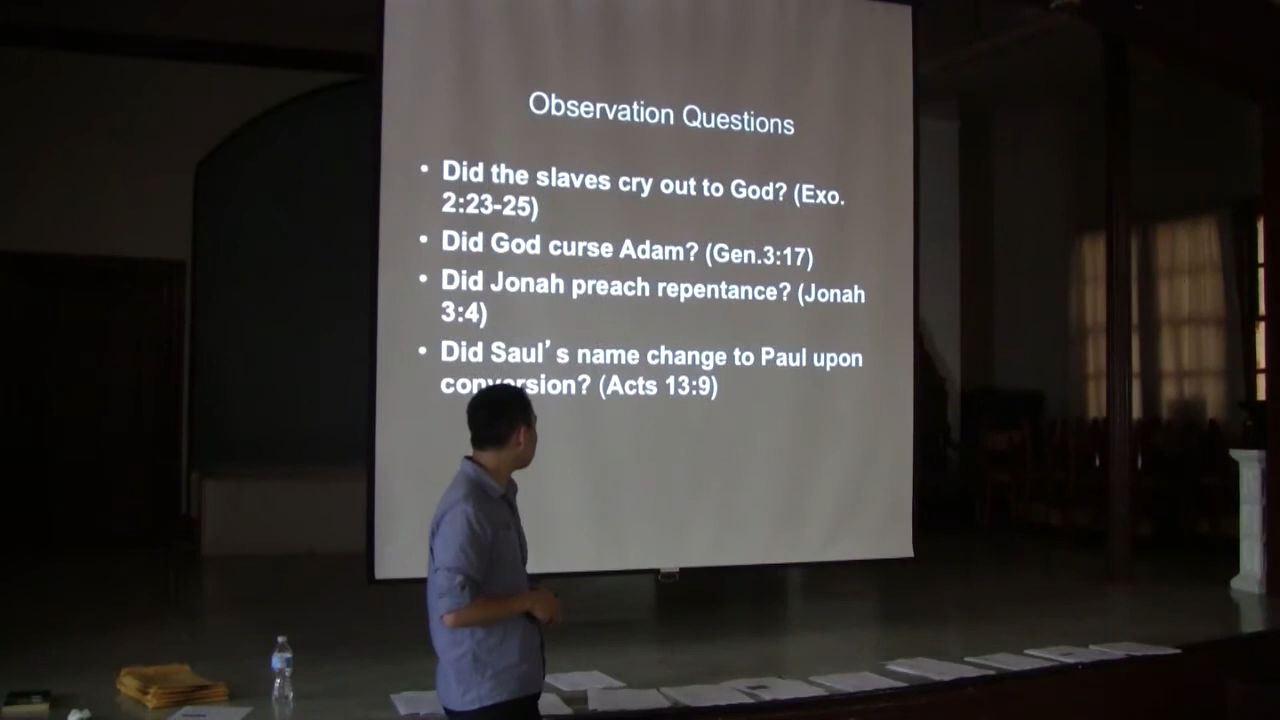 Observation Questions
• Did the slaves cry out to God? (Exo.
2:23-25)
• Did God curse Adam? (Gen.3:17)
• Did Jonah preach repentance? (Jonah
3:4)
• Did Saul’s name change to Paul upon
conversion? (Acts 13:9)